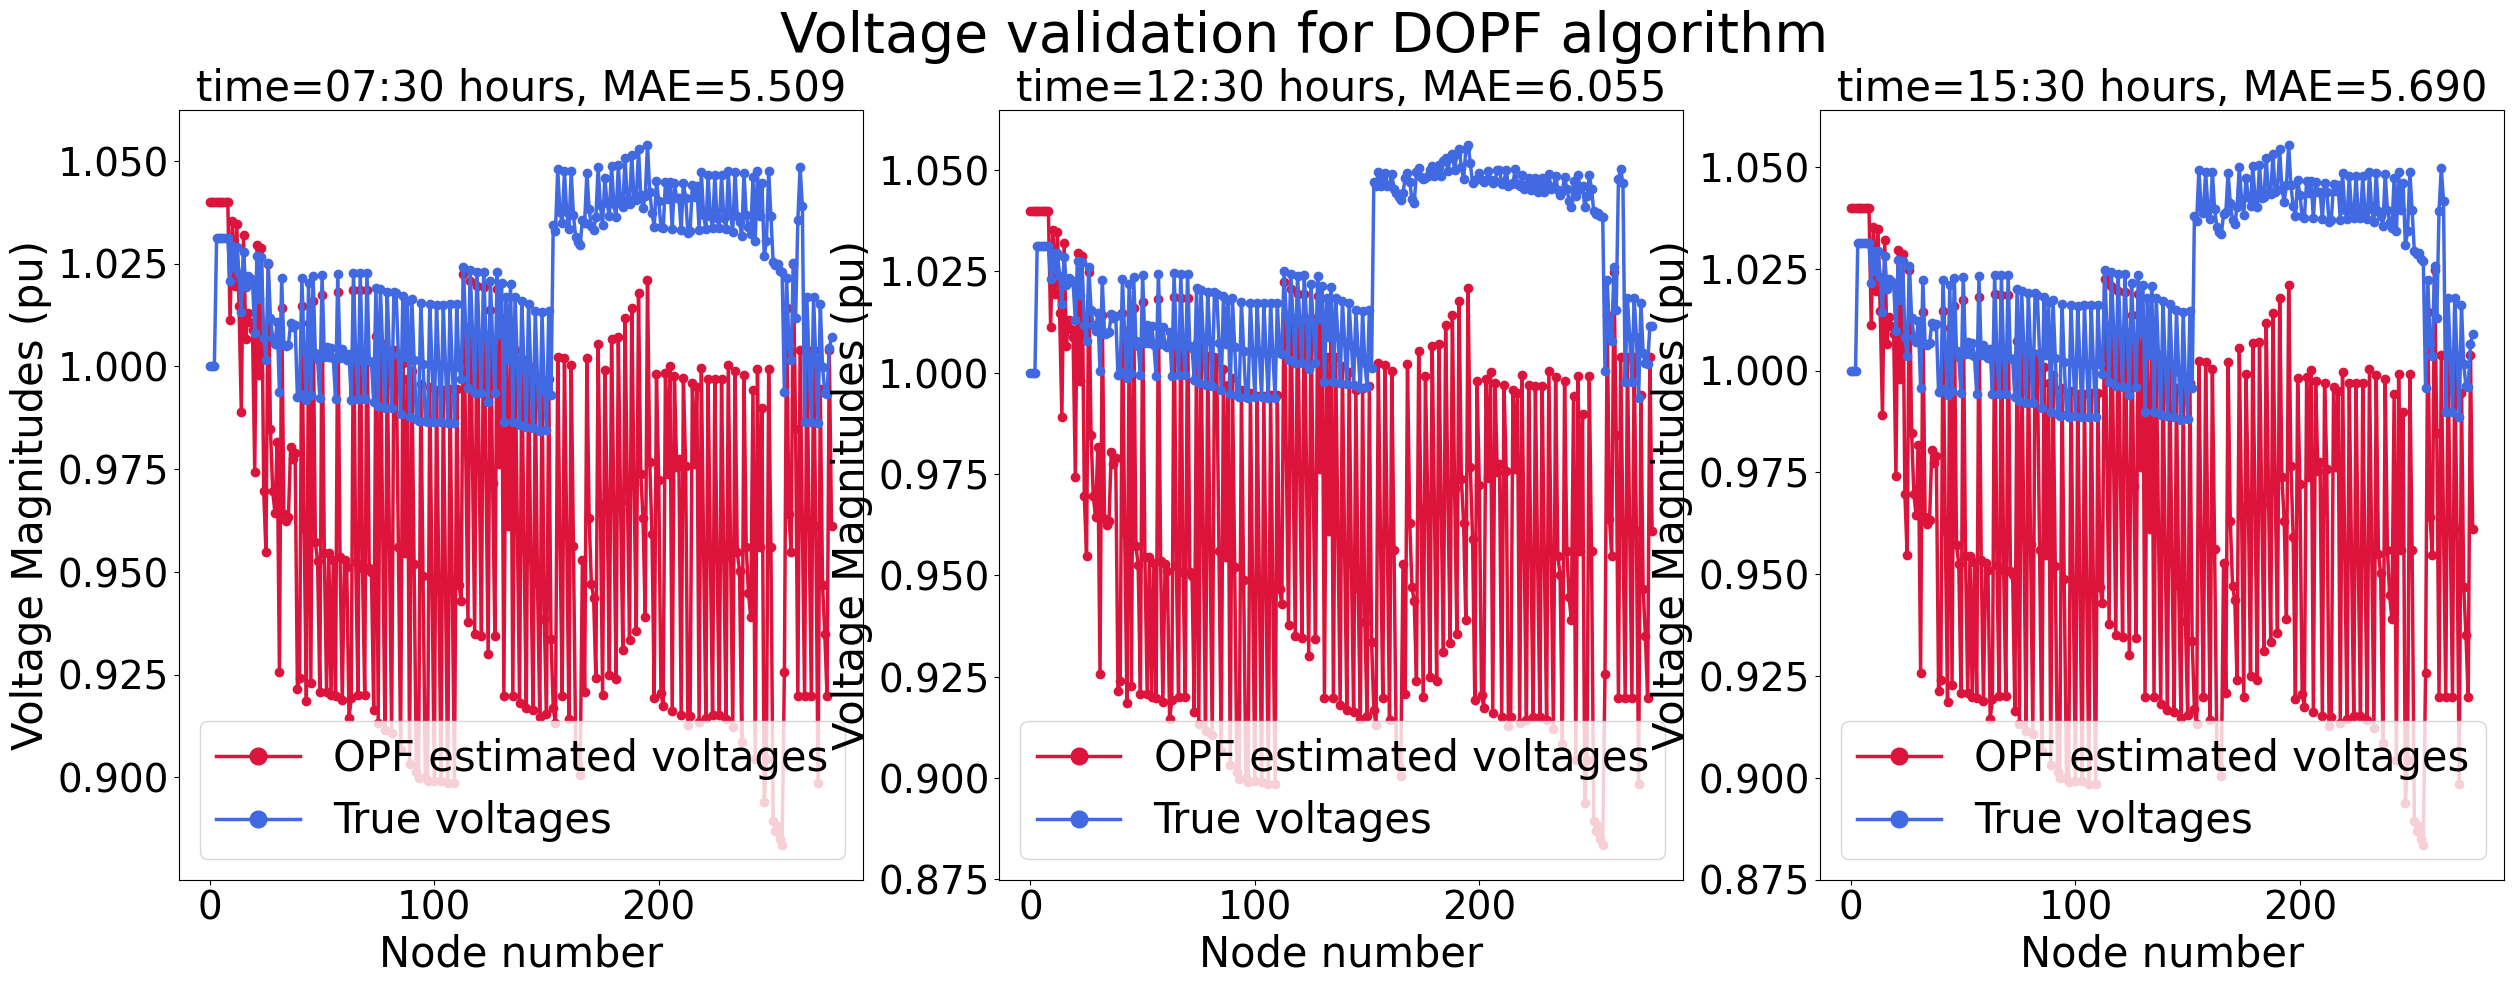 Voltage validation for DOPF algorithm
time=07:30 hours, MAE=5.509
1.050
1.025
1.000
0.975
0.950
0.925
0.900
Voltage Magnitudes (pu)
OPF estimated voltages
True voltages
0 100 200
Node number
time=12:30 hours, MAE=6.055
1.050
1.025
1.000
0.975
0.950
0.925
0.900
0.875
Voltage Magnitudes (pu)
OPF estimated voltages
True voltages
0 100 200
Node number
time=15:30 hours, MAE=5.690
1.050
1.025
1.000
0.975
0.950
0.925
0.900
0.875
Voltage Magnitudes (pu)
OPF estimated voltages
True voltages
0 100 200
Node number